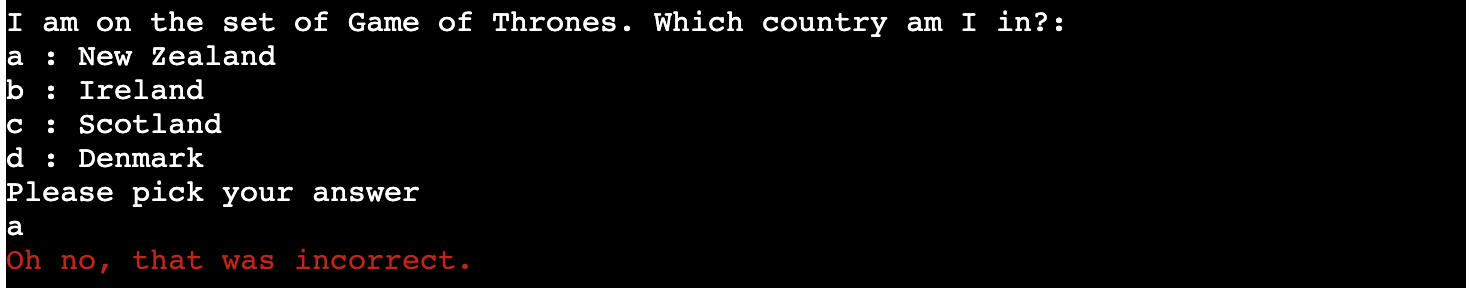 I am on the set of Game of Thrones. Which country am I in?:
a : New Zealand
b : Ireland
c : Scotland
d : Denmark
Please pick your answer
a
Oh no, that was incorrect.